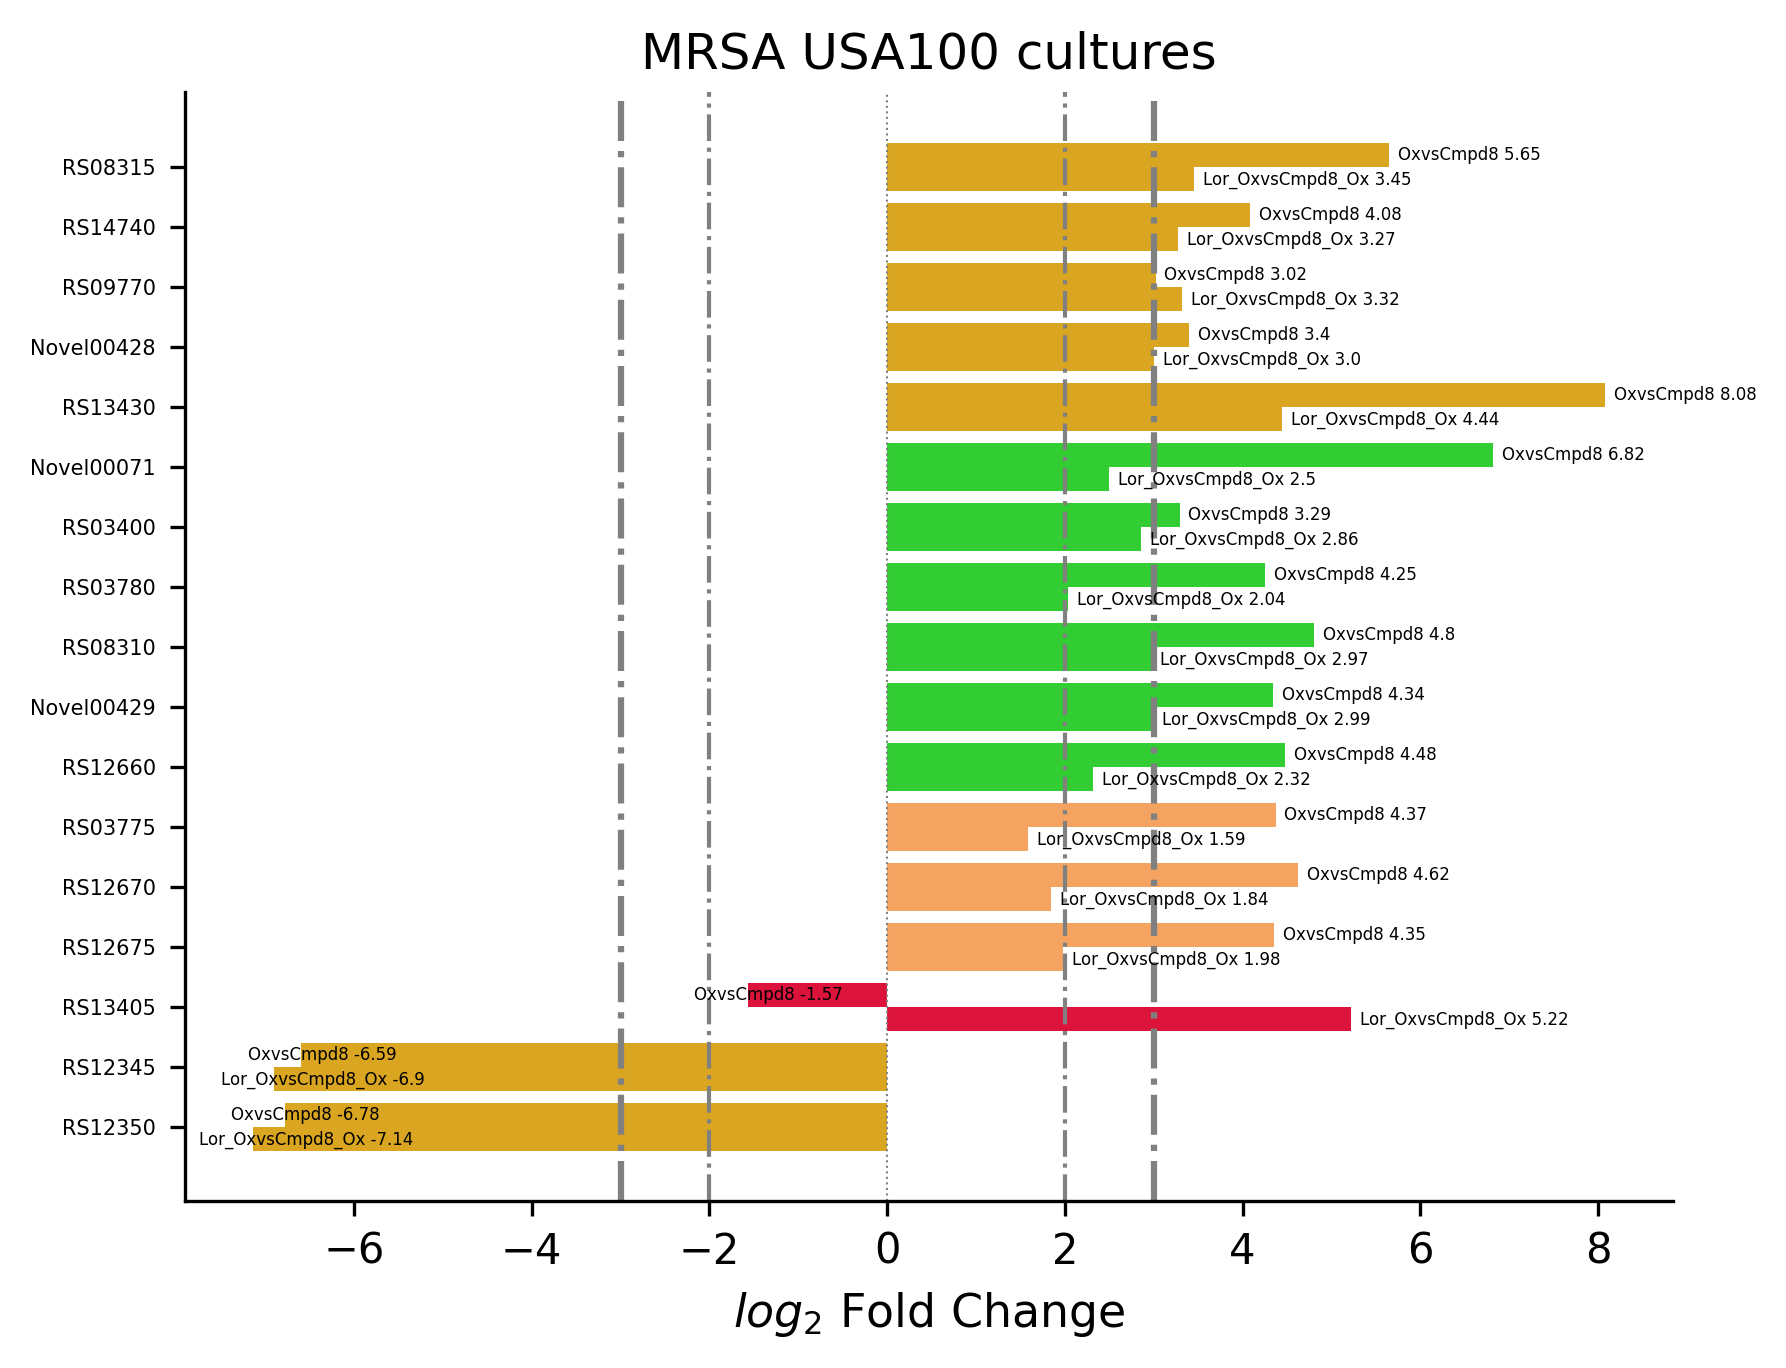 MRSA USA100 cultures
RS08315
OxvsCmpd8 5.65
Lor_OxvsCmpd8_Ox 3.45
RS14740
OxvsCmpd8 4.08
Lor_OxvsCmpd8_Ox 3.27
RS09770
OxvsCmpd8 3.02
Lor_OxvsCmpd8_Ox 3.32
Novel00428
OxvsCmpd8 3.4
Lor_OxvsCmpd8_Ox 3.0
RS13430
OxvsCmpd8 8.08
Lor_OxvsCmpd8_Ox 4.44
Novel00071
OxvsCmpd8 6.82
Lor_OxvsCmpd8_Ox 2.5
RS03400
OxvsCmpd8 3.29
Lor_OxvsCmpd8_Ox 2.86
RS03780
OxvsCmpd8 4.25
Lor_OxvsCmpd8_Ox 2.04
RS08310
OxvsCmpd8 4.8
Lor_OxvsCmpd8_Ox 2.97
Novel00429
OxvsCmpd8 4.34
Lor_OxvsCmpd8_Ox 2.99
RS12660
OxvsCmpd8 4.48
Lor_OxvsCmpd8_Ox 2.32
RS03775
OxvsCmpd8 4.37
Lor_OxvsCmpd8_Ox 1.59
RS12670
OxvsCmpd8 4.62
Lor_OxvsCmpd8_Ox 1.84
RS12675
OxvsCmpd8 4.35
Lor_OxvsCmpd8_Ox 1.98
RS13405
OxvsCmpd8 -1.57
Lor_OxvsCmpd8_Ox 5.22
RS12345
OxvsCmpd8 -6.59
Lor_OxvsCmpd8_Ox -6.9
RS12350
OxvsCmpd8 -6.78
Lor_OxvsCmpd8_Ox -7.14
−6 −4 −2 0 2 4 6 8
log₂ Fold Change